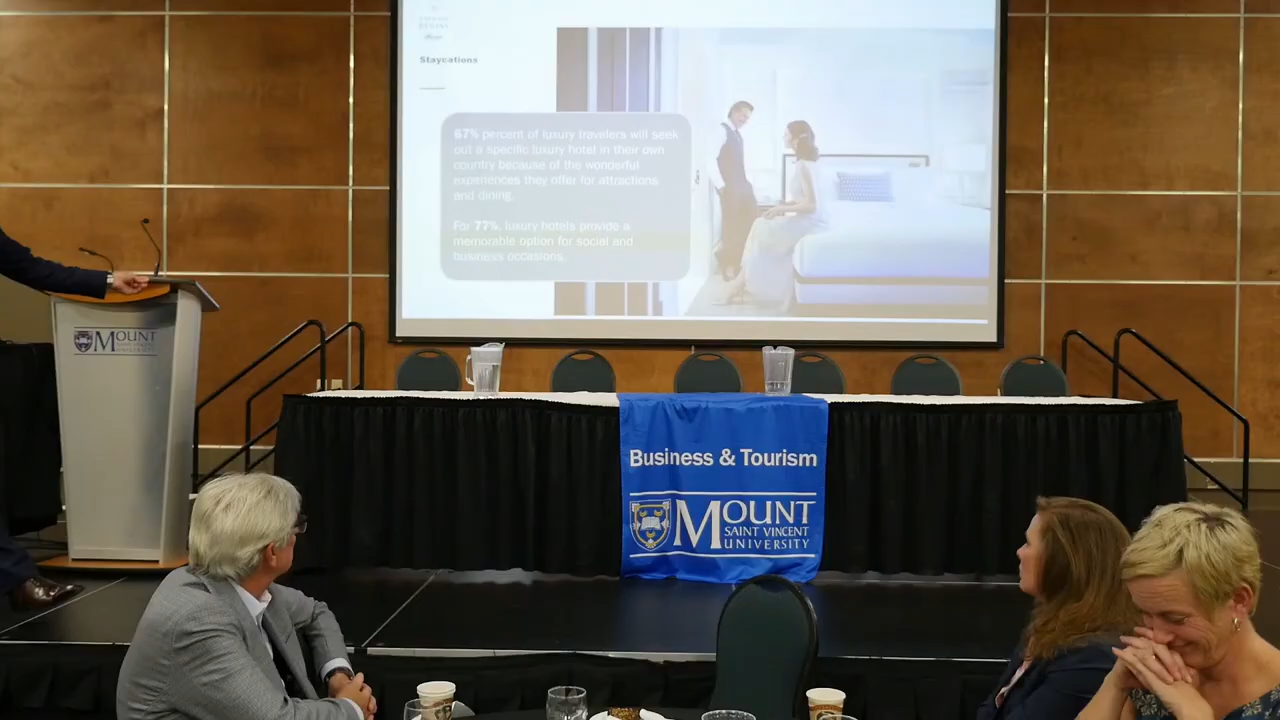 Staycations
67% percent of luxury travelers will seek
out a specific luxury hotel in their own
country because of the wonderful
experiences they offer for attractions
and dining.
For 77%, luxury hotels provide a
memorable option for social and
business occasions.
MOUNT
SAINT VINCENT
UNIVERSITY
Business & Tourism
MOUNT
SAINT VINCENT
UNIVERSITY